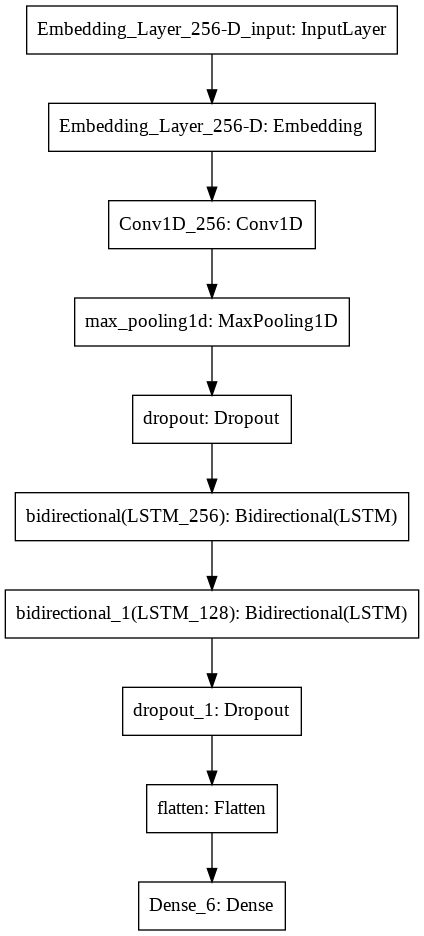 Embedding_Layer_256-D_input: InputLayer
Embedding_Layer_256-D: Embedding
Conv1D_256: Conv1D
max_pooling1d: MaxPooling1D
dropout: Dropout
bidirectional(LSTM_256): Bidirectional(LSTM)
bidirectional_1(LSTM_128): Bidirectional(LSTM)
dropout_1: Dropout
flatten: Flatten
Dense_6: Dense